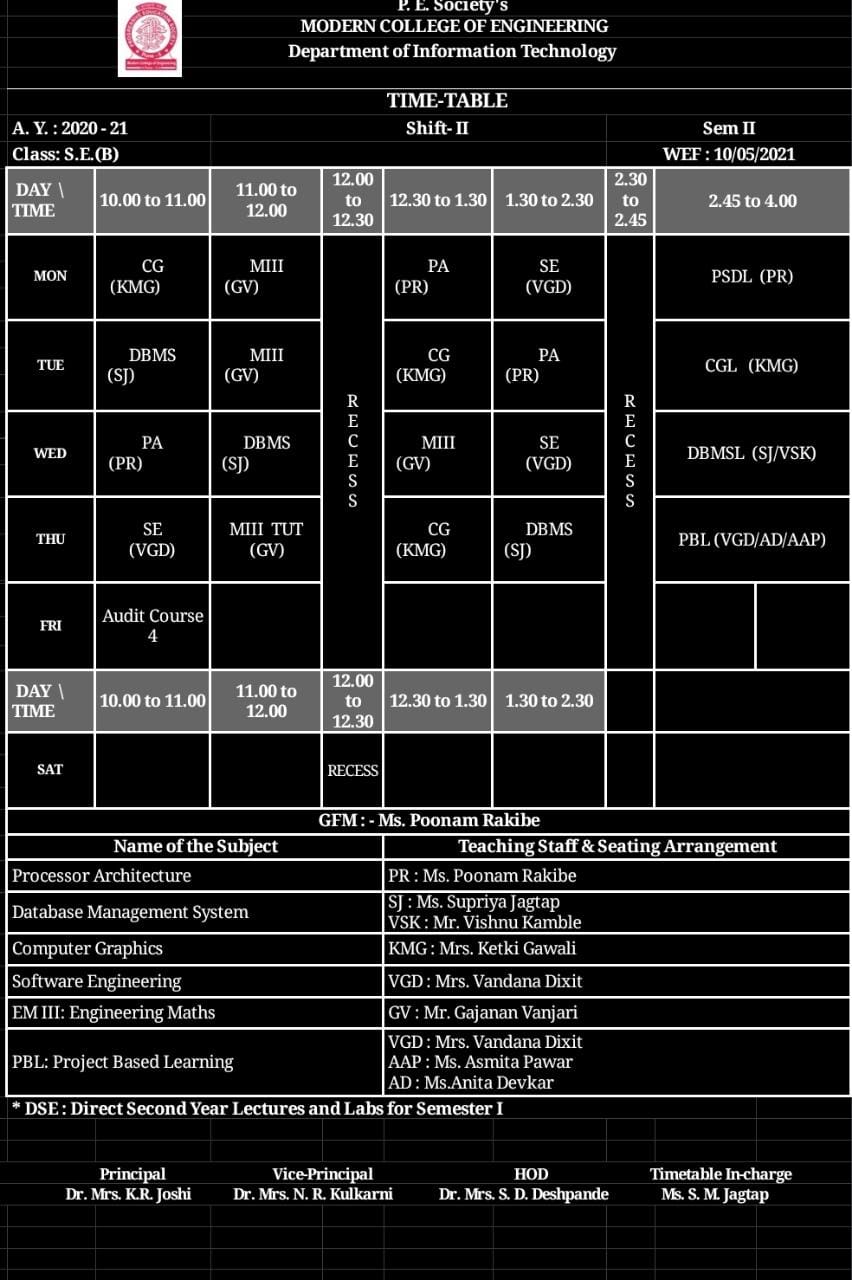 P. E. Society's
MODERN COLLEGE OF ENGINEERING
Department of Information Technology
TIME-TABLE
A. Y. : 2020 - 21 Shift- II Sem II
Class: S.E.(B) WEF : 10/05/2021
DAY \ TIME 10.00 to 11.00 11.00 to 12.00 12.00 to 12.30 12.30 to 1.30 1.30 to 2.30 2.30 to 2.45 2.45 to 4.00
MON CG (KMG) MIII (GV) PA (PR) SE (VGD) PSDL (PR)
TUE DBMS (SJ) MIII (GV) CG (KMG) PA (PR) CGL (KMG)
RECESS RECESS
WED PA (PR) DBMS (SJ) MIII (GV) SE (VGD) DBMSL (SJ/VSK)
THU SE (VGD) MIII TUT (GV) CG (KMG) DBMS (SJ) PBL (VGD/AD/AAP)
FRI Audit Course 4
DAY \ TIME 10.00 to 11.00 11.00 to 12.00 12.00 to 12.30 12.30 to 1.30 1.30 to 2.30
SAT RECESS
GFM : - Ms. Poonam Rakibe
Name of the Subject Teaching Staff & Seating Arrangement
Processor Architecture PR : Ms. Poonam Rakibe
Database Management System SJ : Ms. Supriya Jagtap
VSK : Mr. Vishnu Kamble
Computer Graphics KMG : Mrs. Ketki Gawali
Software Engineering VGD : Mrs. Vandana Dixit
EM III: Engineering Maths GV : Mr. Gajanan Vanjari
PBL: Project Based Learning VGD : Mrs. Vandana Dixit
AAP : Ms. Asmita Pawar
AD : Ms.Anita Devkar
* DSE : Direct Second Year Lectures and Labs for Semester I
Principal Vice-Principal HOD Timetable In-charge
Dr. Mrs. K.R. Joshi Dr. Mrs. N. R. Kulkarni Dr. Mrs. S. D. Deshpande Ms. S. M. Jagtap